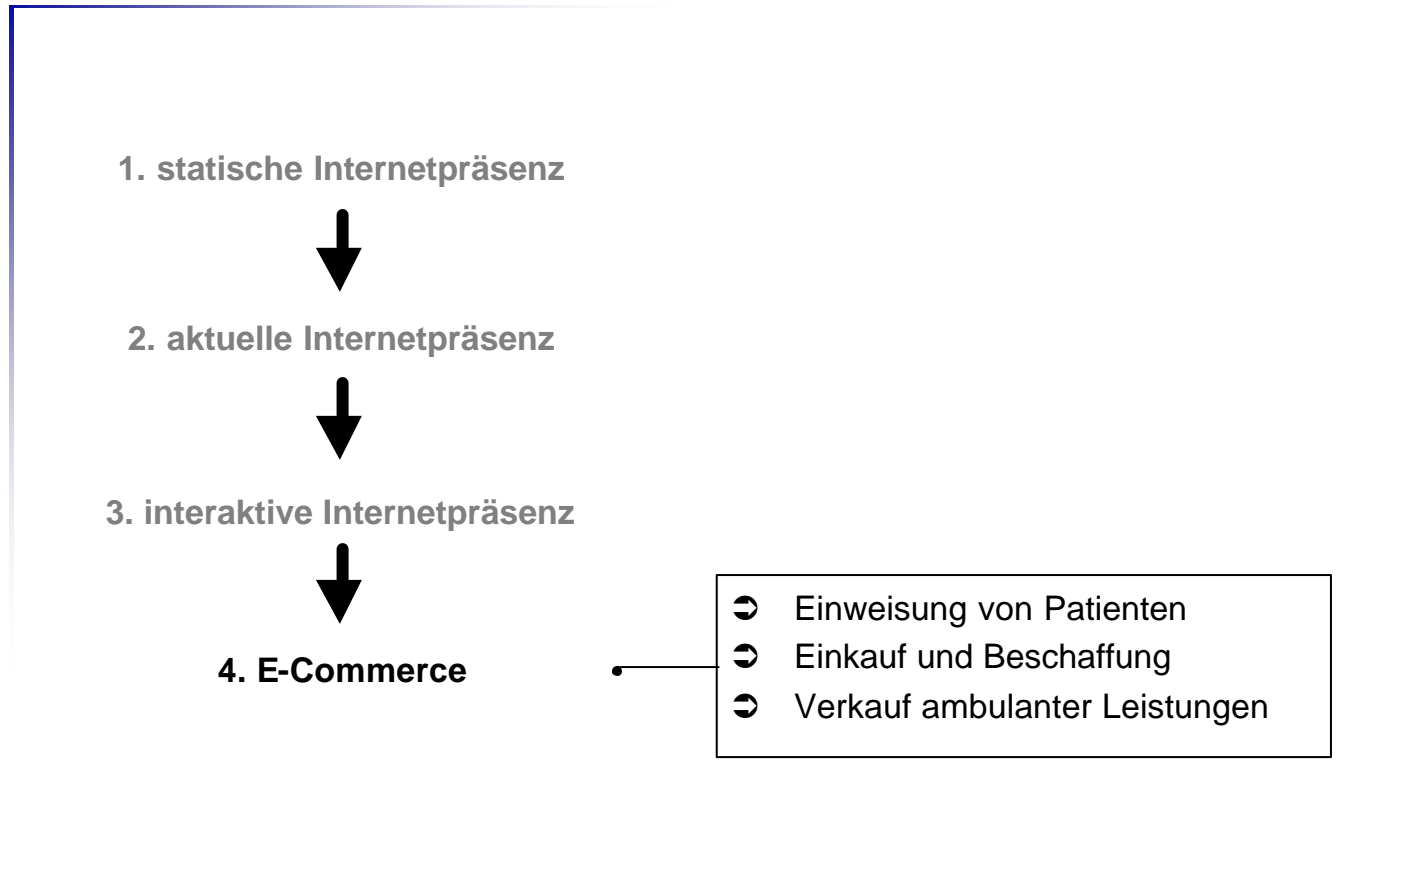 1. statische Internetpräsenz
2. aktuelle Internetpräsenz
3. interaktive Internetpräsenz
4. E-Commerce
➲ Einweisung von Patienten
➲ Einkauf und Beschaffung
➲ Verkauf ambulanter Leistungen